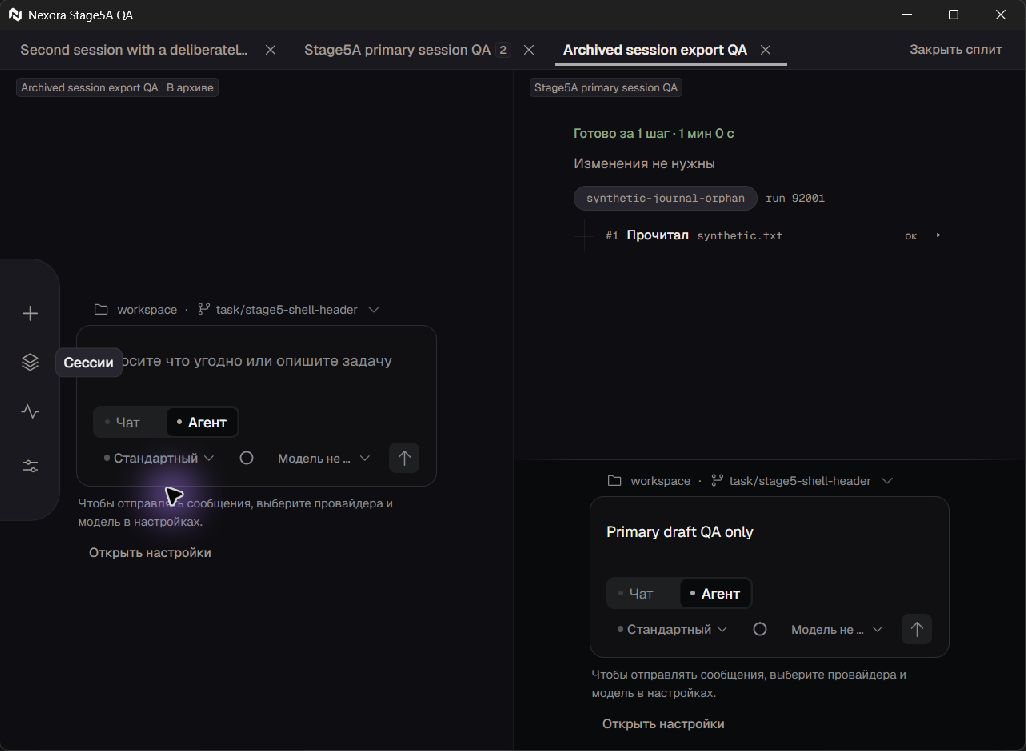 Nexora Stage5A QA
Second session with a deliberatel...
Stage5A primary session QA 2
Archived session export QA
Закрыть сплит
Archived session export QA В архиве
workspace · task/stage5-shell-header
Сессии
осите что угодно или опишите задачу
Чат Агент
Стандартный Модель не ...
Чтобы отправлять сообщения, выберите провайдера и
модель в настройках.
Открыть настройки
Stage5A primary session QA
Готово за 1 шаг · 1 мин 0 с
Изменения не нужны
synthetic-journal-orphan run 92001
#1 Прочитал synthetic.txt ок
workspace · task/stage5-shell-header
Primary draft QA only
Чат Агент
Стандартный Модель не ...
Чтобы отправлять сообщения, выберите провайдера и
модель в настройках.
Открыть настройки